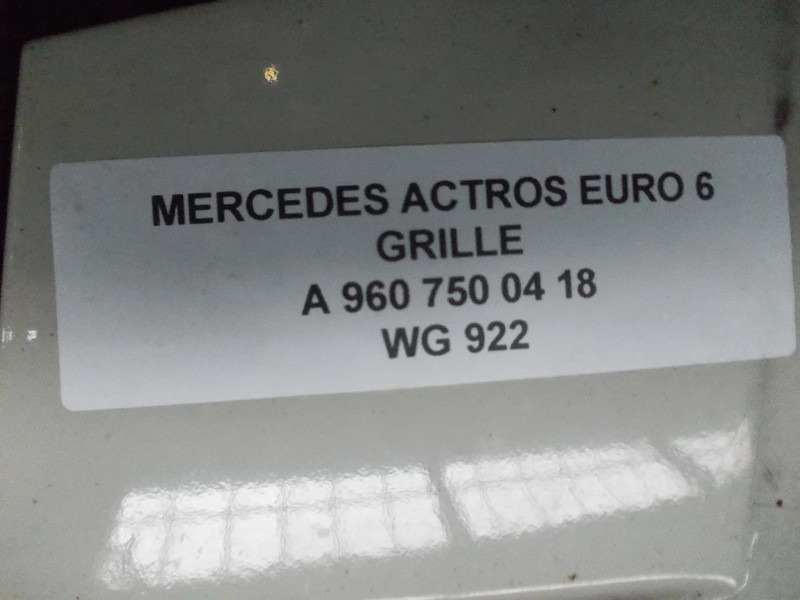 MERCEDES ACTROS EURO 6
GRILLE
A 960 750 04 18
WG 922